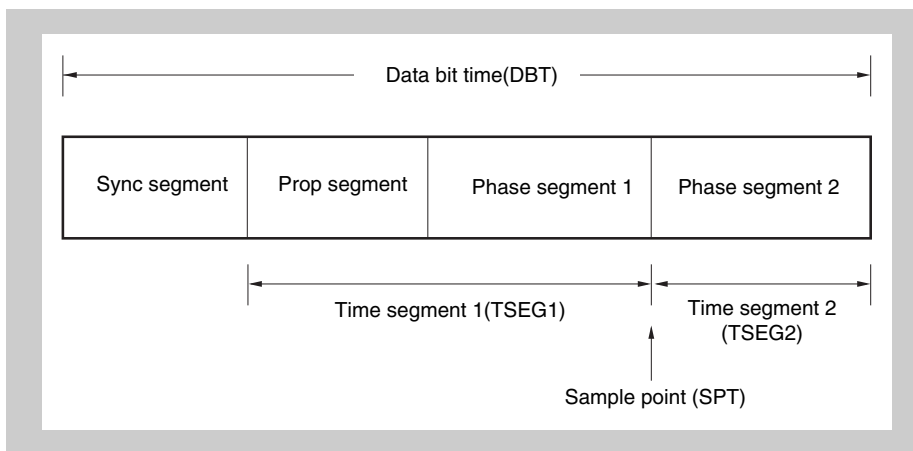 Data bit time(DBT)
Sync segment
Prop segment
Phase segment 1
Phase segment 2
Time segment 1(TSEG1)
Time segment 2
(TSEG2)
Sample point (SPT)